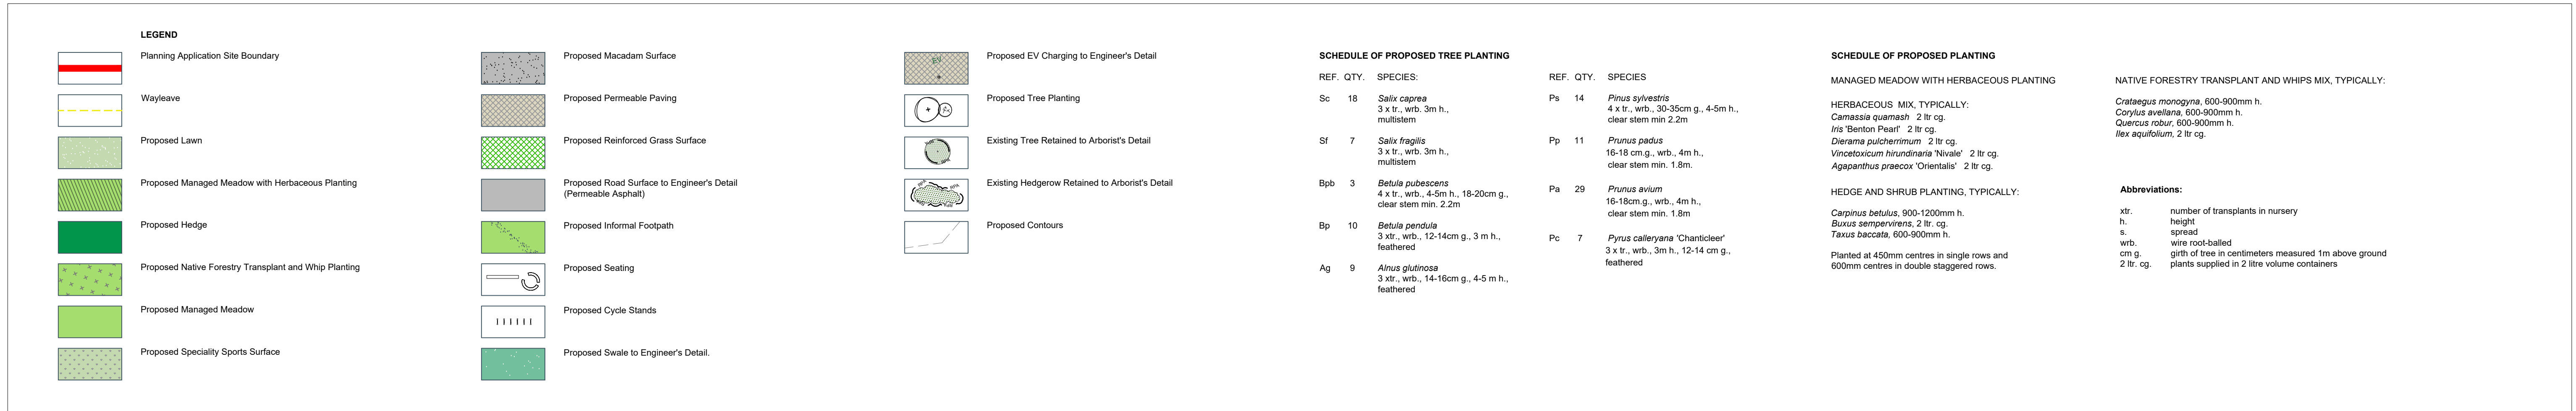 LEGEND
Planning Application Site Boundary
Wayleave
Proposed Lawn
Proposed Managed Meadow with Herbaceous Planting
Proposed Hedge
Proposed Native Forestry Transplant and Whip Planting
Proposed Managed Meadow
Proposed Speciality Sports Surface
Proposed Macadam Surface
Proposed Permeable Paving
Proposed Reinforced Grass Surface
Proposed Road Surface to Engineer's Detail
(Permeable Asphalt)
Proposed Informal Footpath
Proposed Seating
Proposed Cycle Stands
Proposed Swale to Engineer's Detail.
EV
Proposed EV Charging to Engineer's Detail
Proposed Tree Planting
Existing Tree Retained to Arborist's Detail
Existing Hedgerow Retained to Arborist's Detail
Proposed Contours
SCHEDULE OF PROPOSED TREE PLANTING
REF. QTY. SPECIES:
Sc 18 Salix caprea
3 x tr., wrb. 3m h.,
multistem
Sf 7 Salix fragilis
3 x tr., wrb. 3m h.,
multistem
Bpb 3 Betula pubescens
4 x tr., wrb., 4-5m h., 18-20cm g.,
clear stem min. 2.2m
Bp 10 Betula pendula
3 xtr., wrb., 12-14cm g., 3 m h.,
feathered
Ag 9 Alnus glutinosa
3 xtr., wrb., 14-16cm g., 4-5 m h.,
feathered
REF. QTY. SPECIES
Ps 14 Pinus sylvestris
4 x tr., wrb., 30-35cm g., 4-5m h.,
clear stem min 2.2m
Pp 11 Prunus padus
16-18 cm.g., wrb., 4m h.,
clear stem min. 1.8m.
Pa 29 Prunus avium
16-18cm.g., wrb., 4m h.,
clear stem min. 1.8m
Pc 7 Pyrus calleryana 'Chanticleer'
3 x tr., wrb., 3m h., 12-14 cm g.,
feathered
SCHEDULE OF PROPOSED PLANTING
MANAGED MEADOW WITH HERBACEOUS PLANTING
HERBACEOUS MIX, TYPICALLY:
Camassia quamash 2 ltr cg.
Iris 'Benton Pearl' 2 ltr cg.
Dierama pulcherrimum 2 ltr cg.
Vincetoxicum hirundinaria 'Nivale' 2 ltr cg.
Agapanthus praecox 'Orientalis' 2 ltr cg.
HEDGE AND SHRUB PLANTING, TYPICALLY:
Carpinus betulus, 900-1200mm h.
Buxus sempervirens, 2 ltr. cg.
Taxus baccata, 600-900mm h.
Planted at 450mm centres in single rows and
600mm centres in double staggered rows.
NATIVE FORESTRY TRANSPLANT AND WHIPS MIX, TYPICALLY:
Crataegus monogyna, 600-900mm h.
Corylus avellana, 600-900mm h.
Quercus robur, 600-900mm h.
Ilex aquifolium, 2 ltr cg.
Abbreviations:
xtr. number of transplants in nursery
h. height
s. spread
wrb. wire root-balled
cm g. girth of tree in centimeters measured 1m above ground
2 ltr. cg. plants supplied in 2 litre volume containers